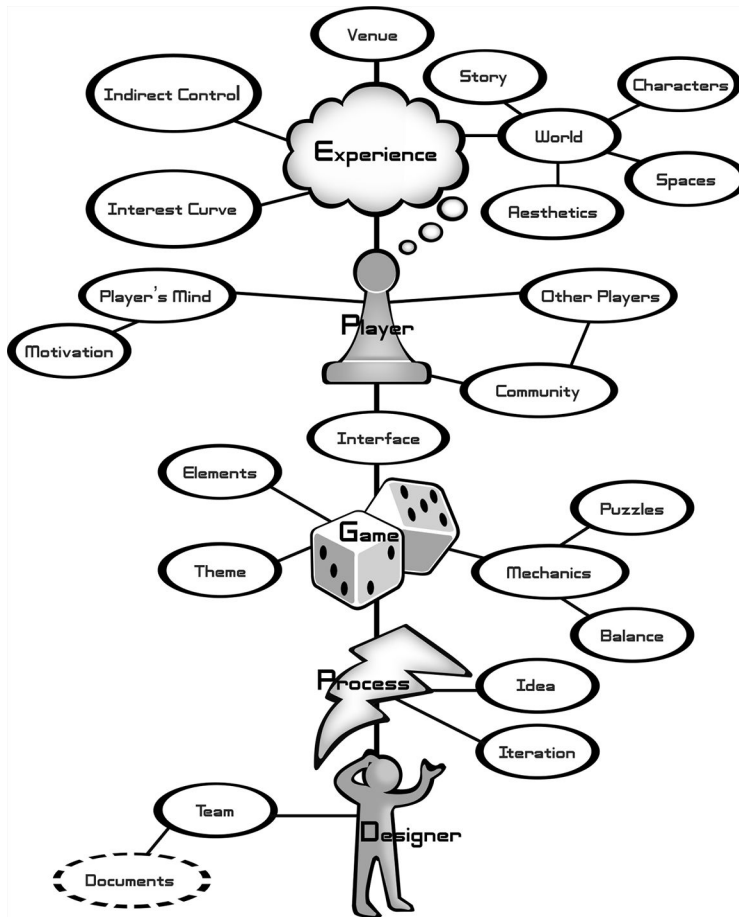 Venue
Story
Characters
Indirect Control
World
Experience
Spaces
Interest Curve
Aesthetics
Player's Mind
Other Players
Player
Motivation
Community
Interface
Elements
Puzzles
Game
Theme
Mechanics
Balance
Process
Idea
Iteration
Team
Designer
Documents